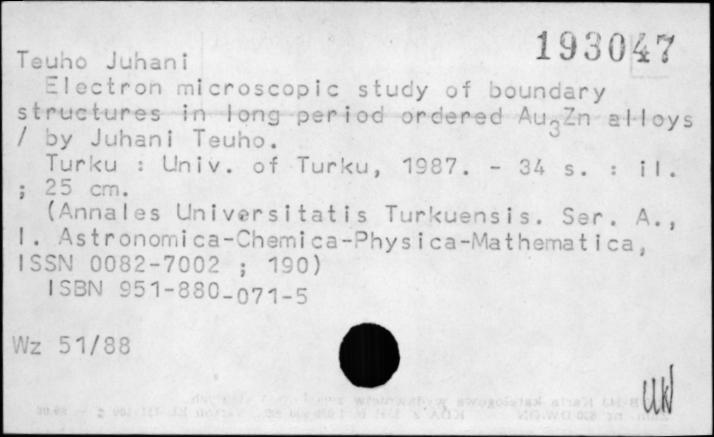 193047
Teuho Juhani
Electron microscopic study of boundary
structures in long period ordered Au3Zn alloys
/ by Juhani Teuho.
Turku : Univ. of Turku, 1987. - 34 s. : il.
; 25 cm.
(Annales Universitatis Turkuensis. Ser. A.,
I. Astronomica-Chemica-Physica-Mathematica,
ISSN 0082-7002 ; 190)
ISBN 951-880-071-5
Wz 51/88